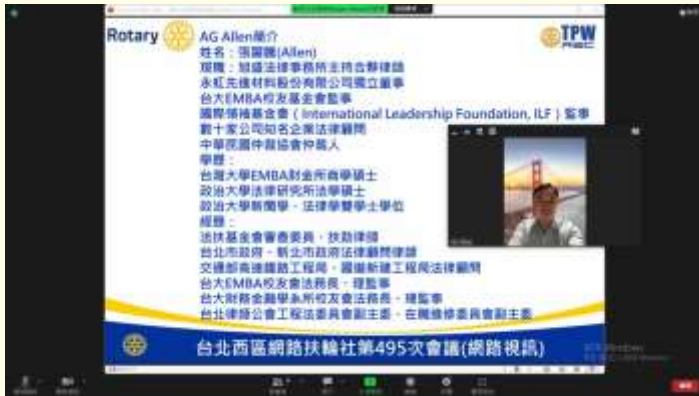 Rotary
AG Allen簡介
TPW
姓名：張馨騰(Allen)
現職：旭盛法律事務所主持合夥律師
永虹先進材料股份有限公司獨立董事
台大EMBA校友基金會監事
國際領袖基金會（International Leadership Foundation, ILF）監事
數十家公司知名企業法律顧問
中華民國仲裁協會仲裁人
學歷：
台灣大學EMBA財金所商學碩士
政治大學法律研究所法學碩士
政治大學新聞學、法律學雙學士學位
經歷：
法扶基金會審查委員、扶助律師
台北市政府、新北市政府法律顧問律師
交通部高速鐵路工程局、國道新建工程局法律顧問
台大EMBA校友會法務長、理監事
台大財務金融學系所校友會法務長、理監事
台北律師公會工程法委員會副主委、在職進修委員會副主委
台北西區網路扶輪社第495次會議(網路視訊)